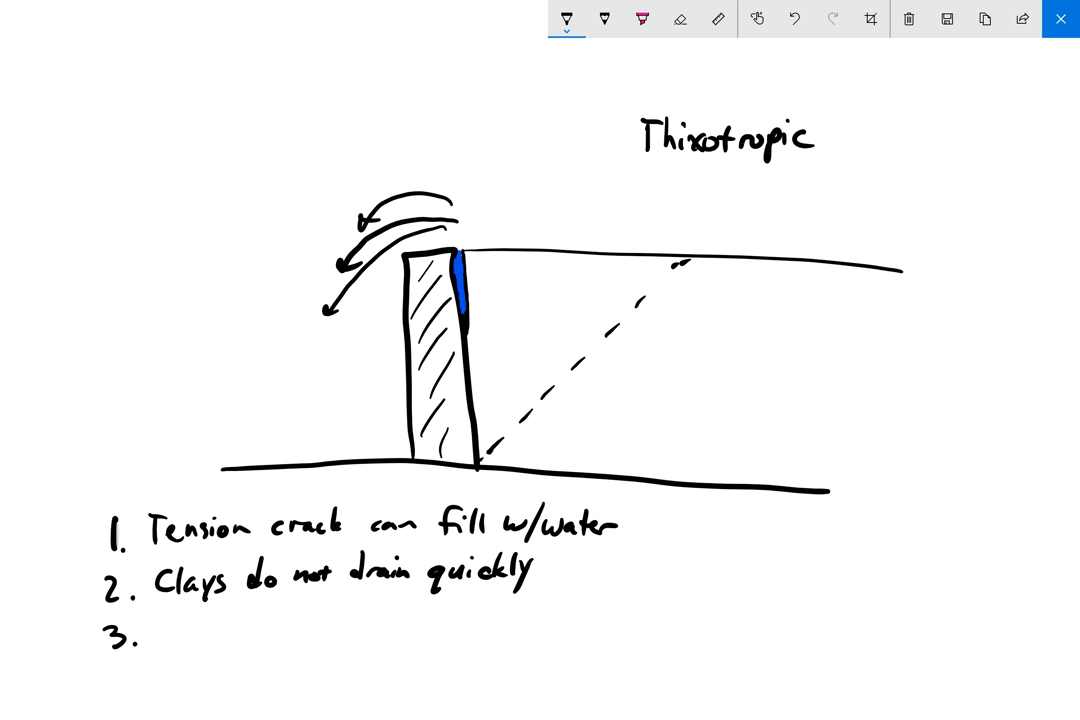 Thixotropic
1. Tension crack can fill w/water
2. Clays do not drain quickly
3.